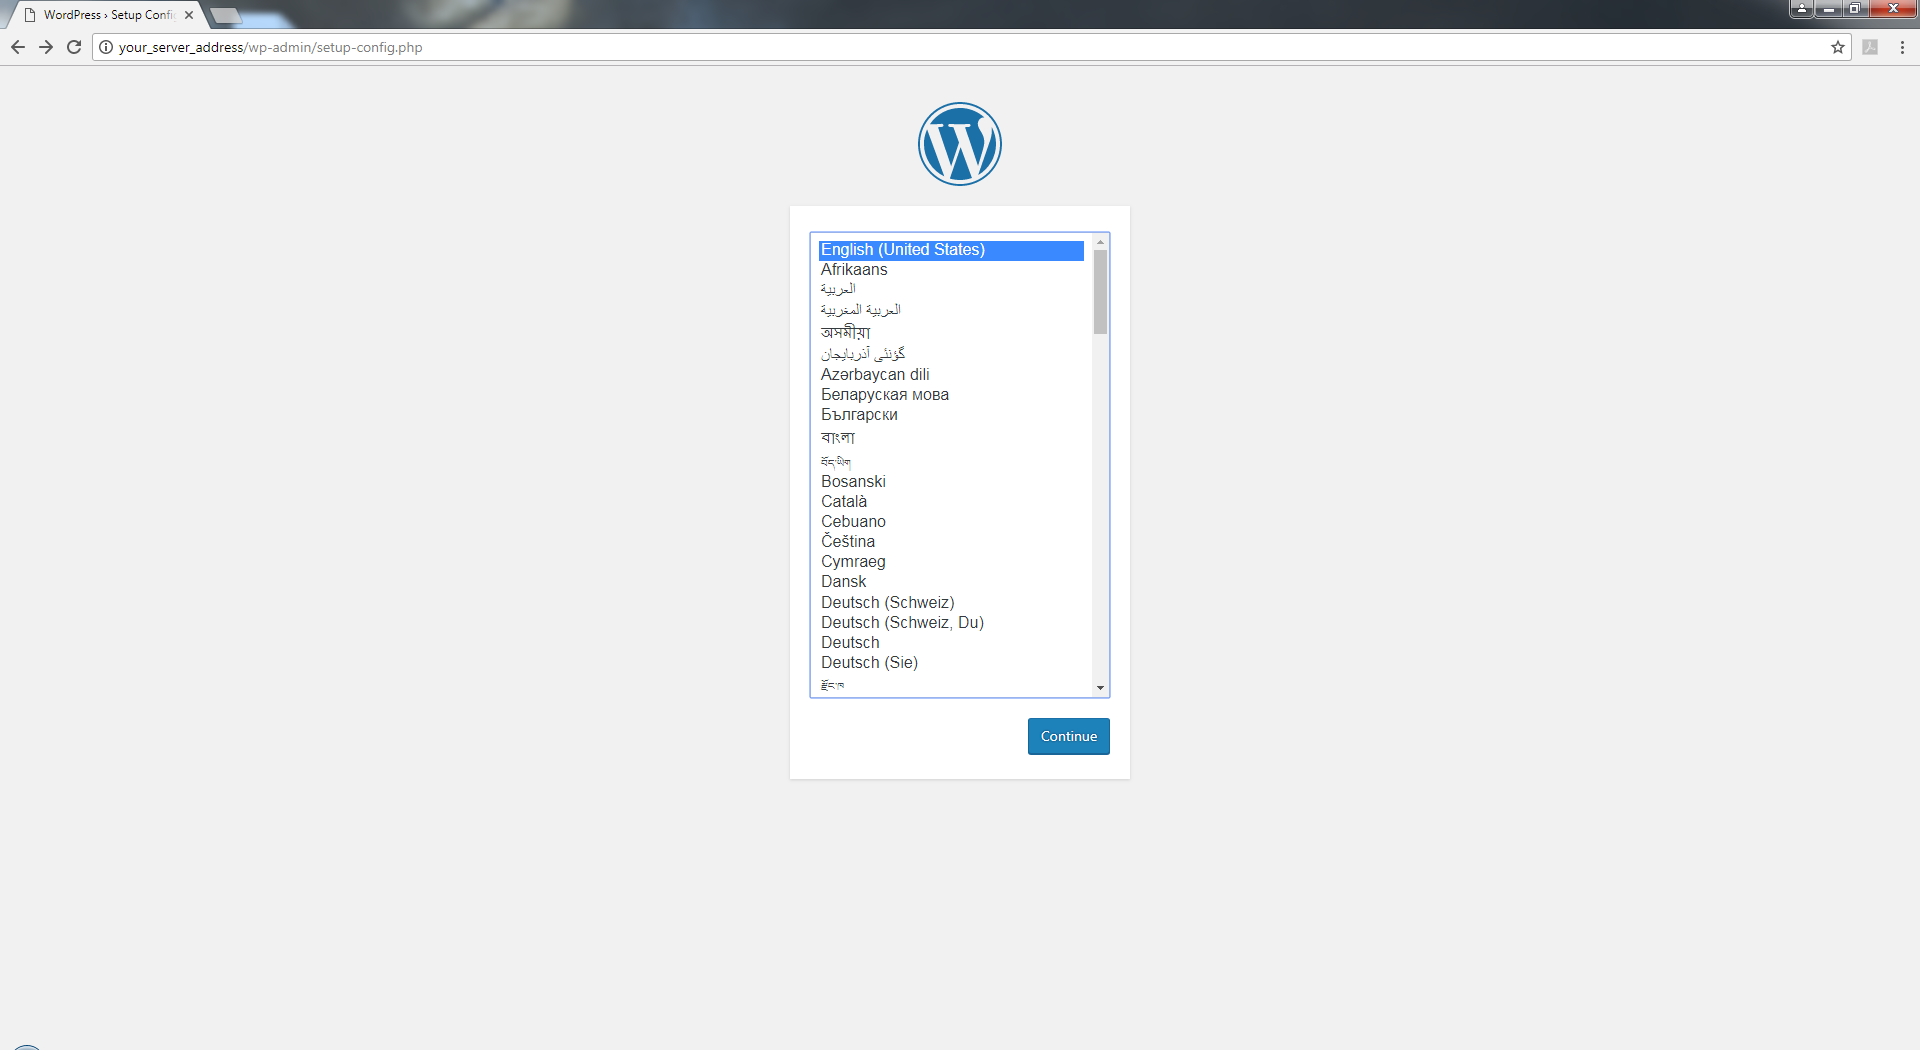 WordPress › Setup Confi
your_server_address/wp-admin/setup-config.php
English (United States)
Afrikaans
العربية
العربية المغربية
অসমীয়া
گؤنئی آذربایجان
Azərbaycan dili
Беларуская мова
Български
বাংলা
བོད་ཡིག
Bosanski
Català
Cebuano
Čeština
Cymraeg
Dansk
Deutsch (Schweiz)
Deutsch (Schweiz, Du)
Deutsch
Deutsch (Sie)
རྫོང་ཁ
Continue